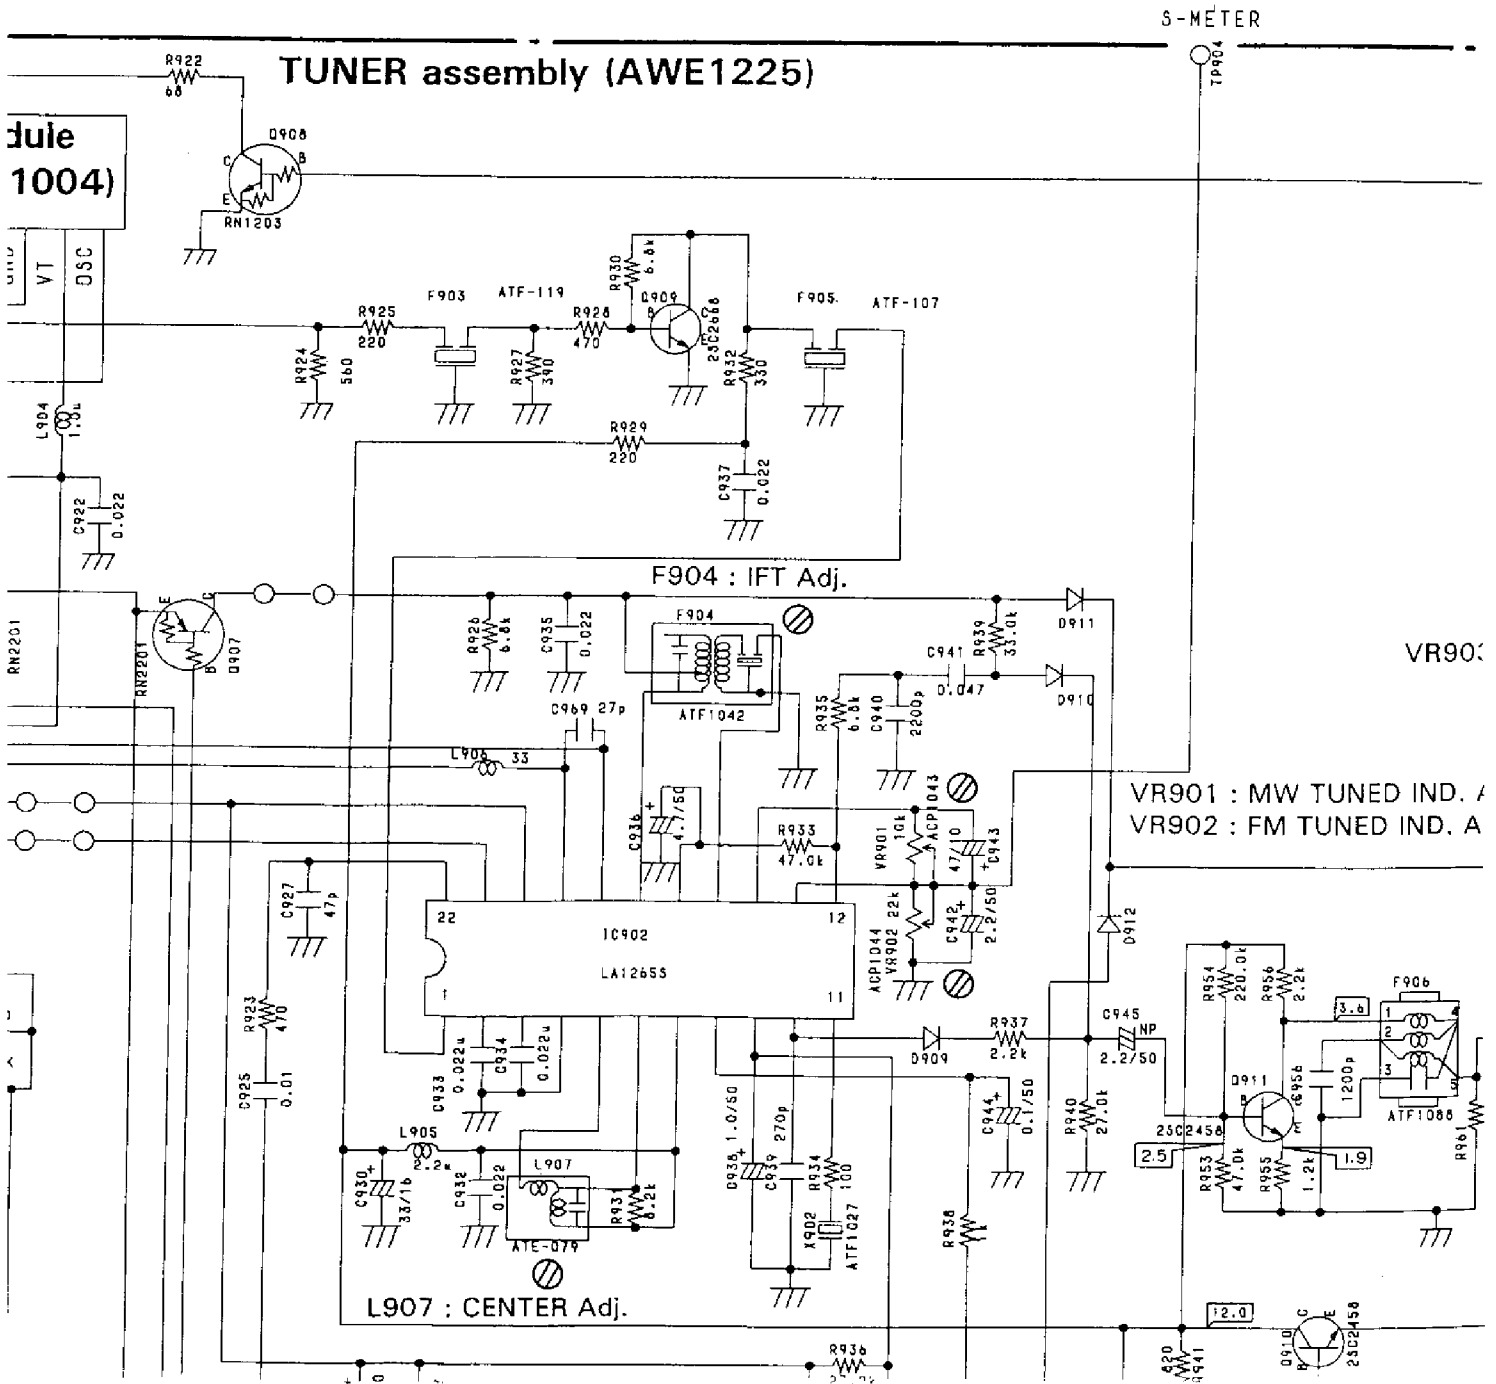 S-METER
TP904
TUNER assembly (AWE1225)
R922
68
dule
1004)
Q908
C
B
E
RN1203
VT
OSC
R930
6.8k
Q909
B
C
E
2SC2668
F903
ATF-119
F905
ATF-107
R925
220
R928
470
R924
560
R927
390
R932
330
L904
1.0u
R929
220
C937
0.022
C922
0.022
F904 : IFT Adj.
F904
ATF1042
E
C
B
RN2201
RN2201
Q907
R926
6.8k
C935
0.022
R939
33.0k
D911
C941
0.047
D910
R935
6.8k
C940
2200p
C969 27p
L906 33
C936
+
4.7/50
R933
47.0k
VR901
10k
ACP1043
47/10
+C943
VR901 : MW TUNED IND. A
VR902 : FM TUNED IND. A
C927
47p
22
12
IC902
LA1265S
1
11
ACP1044
VR902 22k
C942
+
2.2/50
D912
R923
470
C925
0.01
C933
0.022u
C934
0.022u
D909
R937
2.2k
C945
NP
2.2/50
R954
220.0k
R956
2.2k
3.6
F906
1
2
3
4
5
ATF1088
C956
1200p
Q911
B
C
E
2SC2458
2.5
1.9
R953
47.0k
R955
1.2k
R961
L905
2.2u
C930
+
33/16
C932
0.022
L907
ATE-079
R931
8.2k
1.0/50
+
C939
270p
R934
100
X902
ATF1027
C944
+
0.1/50
R940
27.0k
R938
1k
L907 : CENTER Adj.
12.0
Q910
C
E
B
2SC2458
820
R941
R936